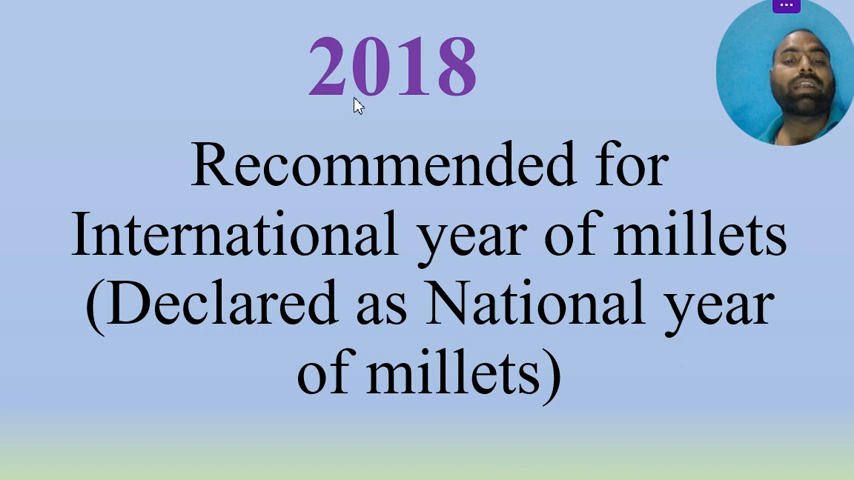 2018
Recommended for
International year of millets
(Declared as National year
of millets)